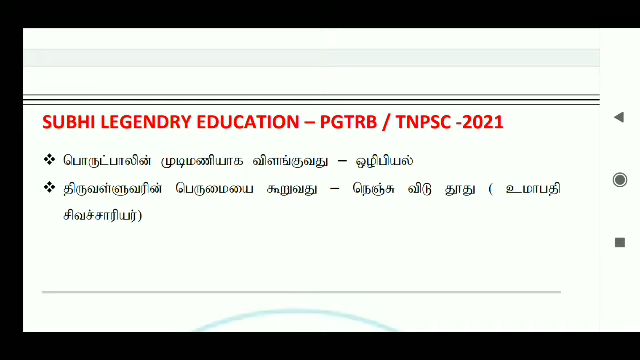 SUBHI LEGENDRY EDUCATION – PGTRB / TNPSC -2021
❖ பொருட்பாலின் முடிமணியாக விளங்குவது – ஒழிபியல்
❖ திருவள்ளுவரின் பெருமையை கூறுவது – நெஞ்சு விடு தூது ( உமாபதி
சிவச்சாரியர்)